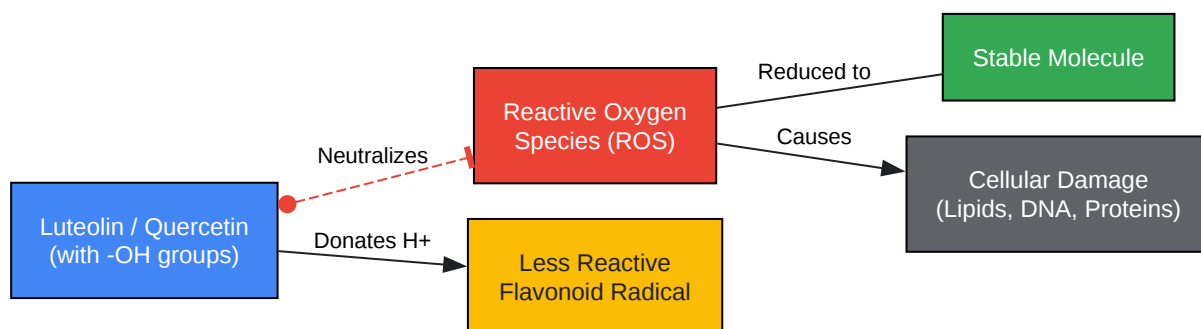 Luteolin / Quercetin
(with -OH groups)
Neutralizes
Donates H+
Reactive Oxygen
Species (ROS)
Less Reactive
Flavonoid Radical
Reduced to
Causes
Stable Molecule
Cellular Damage
(Lipids, DNA, Proteins)